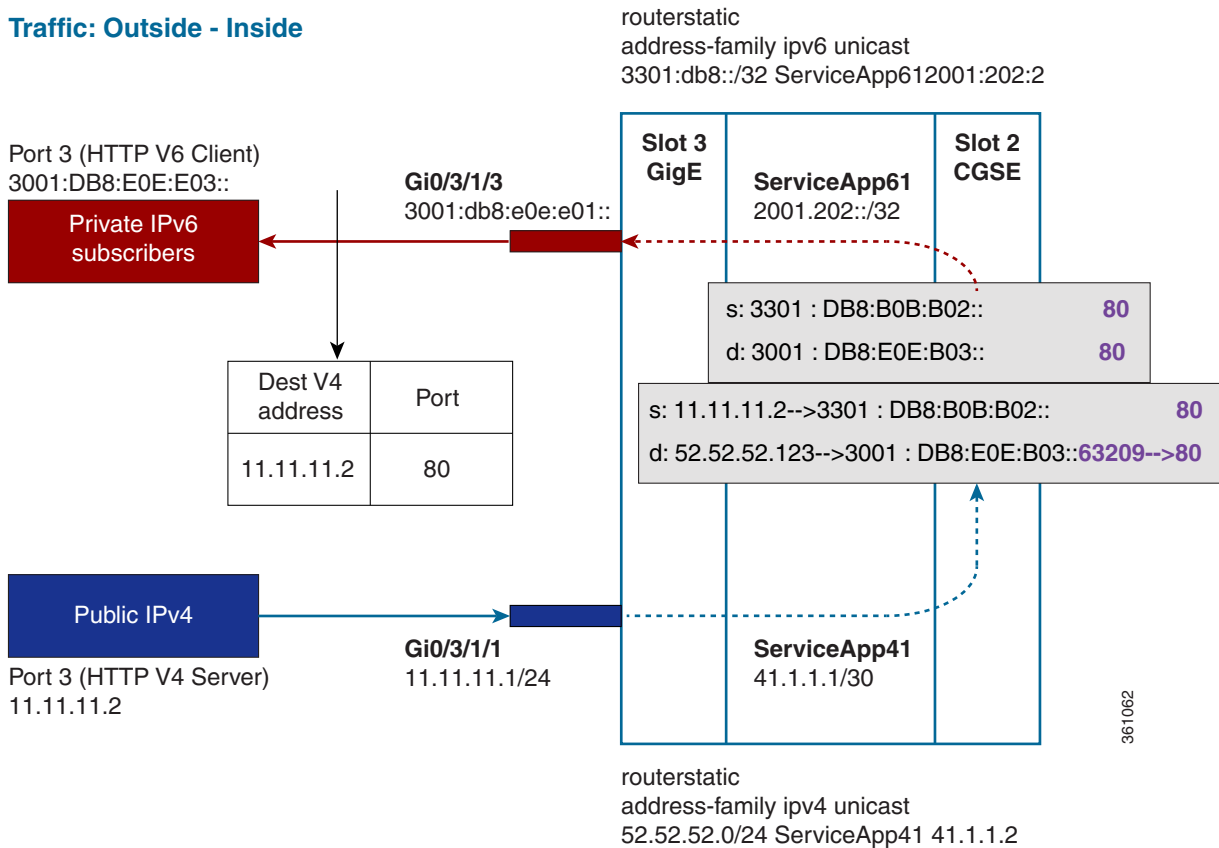 Traffic: Outside - Inside
routerstatic
address-family ipv6 unicast
3301:db8::/32 ServiceApp612001:202:2
Port 3 (HTTP V6 Client)
3001:DB8:E0E:E03::
Private IPv6
subscribers
Gi0/3/1/3
3001:db8:e0e:e01::
Slot 3
GigE
ServiceApp61
2001.202::/32
Slot 2
CGSE
s: 3301 : DB8:B0B:B02:: 80
d: 3001 : DB8:E0E:B03:: 80
s: 11.11.11.2-->3301 : DB8:B0B:B02:: 80
d: 52.52.52.123-->3001 : DB8:E0E:B03::63209-->80
Dest V4
address
Port
11.11.11.2
80
Public IPv4
Port 3 (HTTP V4 Server)
11.11.11.2
Gi0/3/1/1
11.11.11.1/24
ServiceApp41
41.1.1.1/30
361062
routerstatic
address-family ipv4 unicast
52.52.52.0/24 ServiceApp41 41.1.1.2